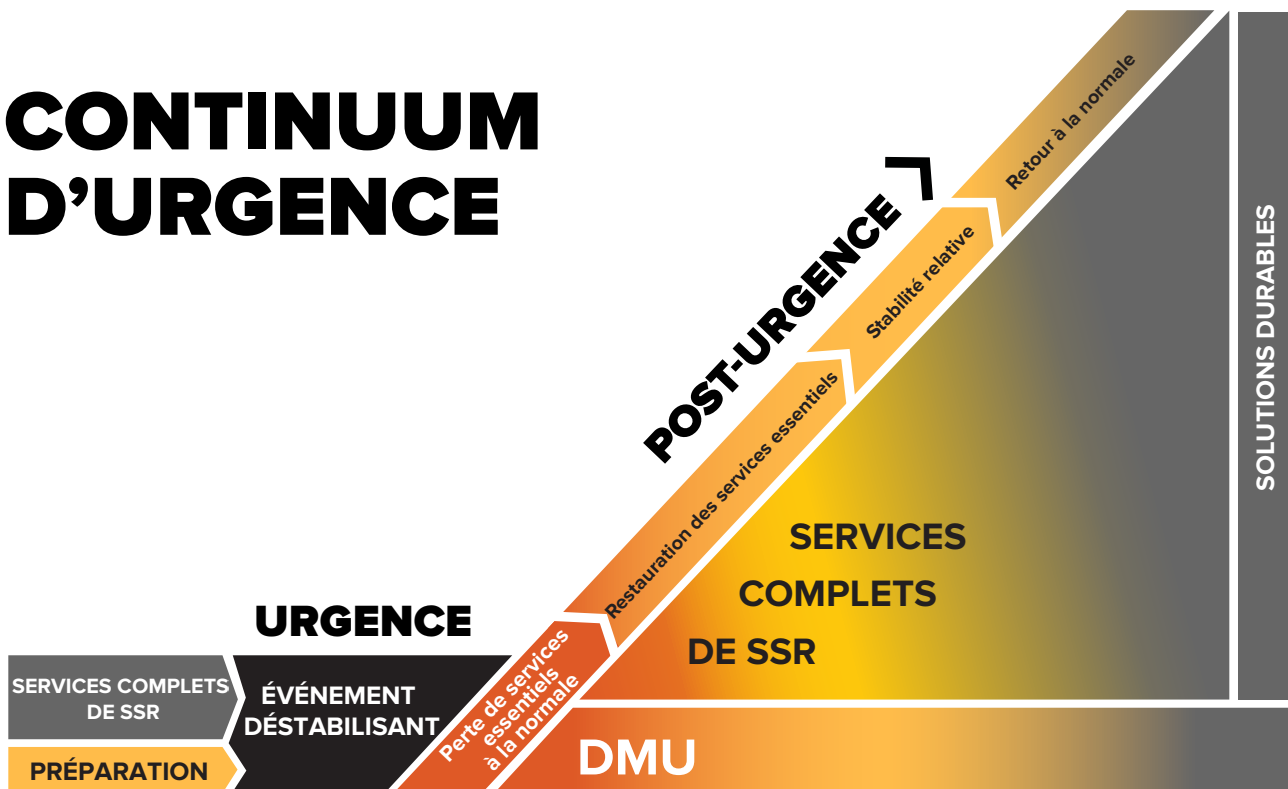 CONTINUUM
D'URGENCE
URGENCE
SERVICES COMPLETS
DE SSR
PRÉPARATION
ÉVÉNEMENT
DÉSTABILISANT
Perte de services
essentiels
à la normale
Restauration des services essentiels
Stabilité relative
Retour à la normale
POST-URGENCE
SERVICES
COMPLETS
DE SSR
DMU
SOLUTIONS DURABLES